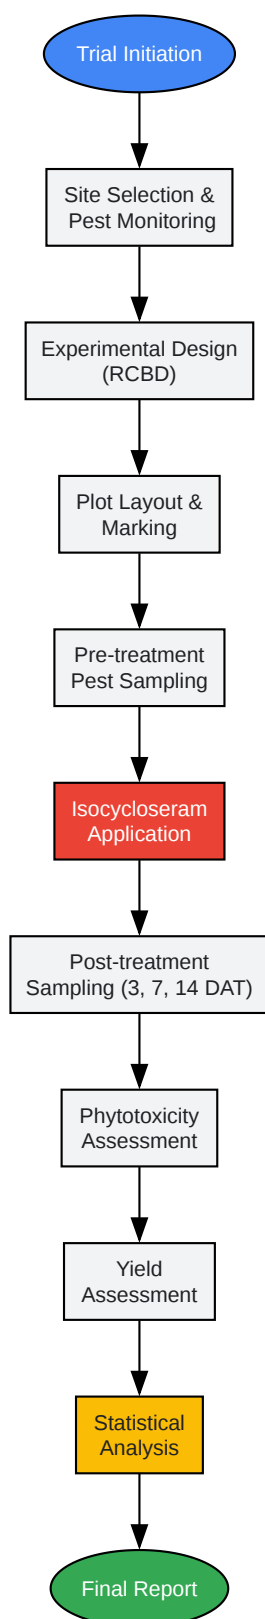 Trial Initiation
Site Selection &
Pest Monitoring
Experimental Design
(RCBD)
Plot Layout &
Marking
Pre-treatment
Pest Sampling
Isocycloseram
Application
Post-treatment
Sampling (3, 7, 14 DAT)
Phytotoxicity
Assessment
Yield
Assessment
Statistical
Analysis
Final Report